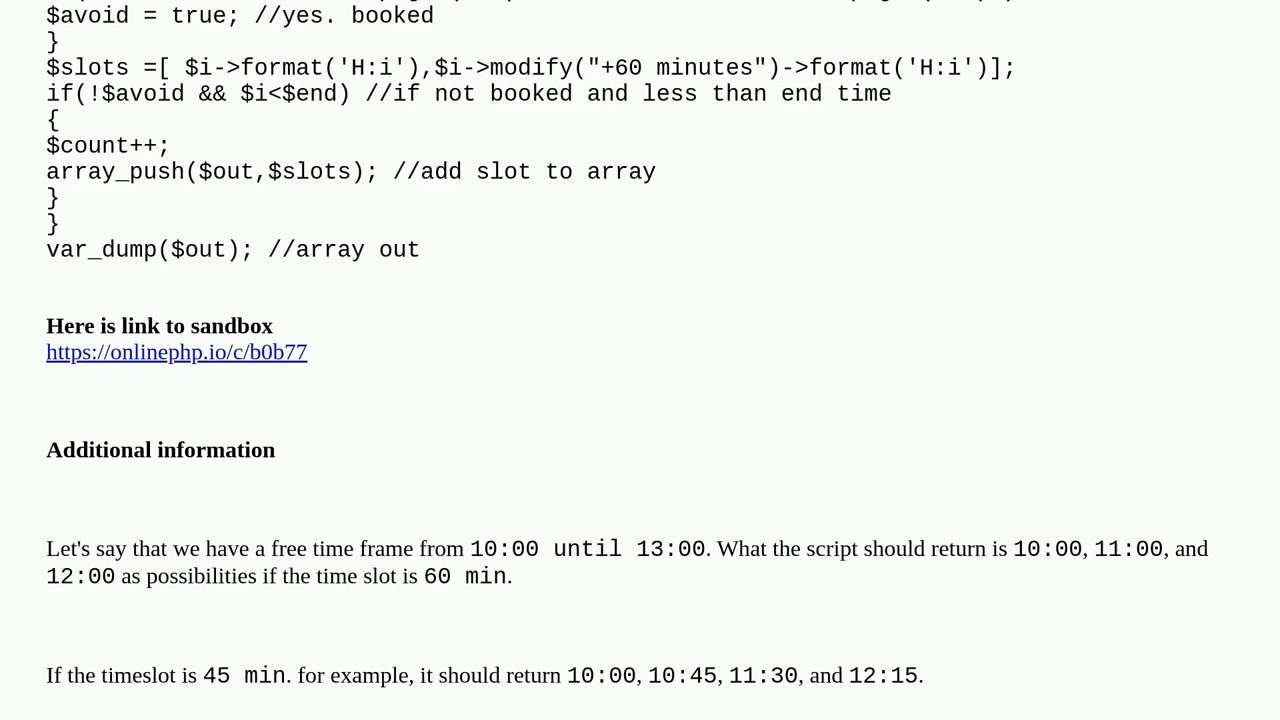 $avoid = true; //yes. booked
}
$slots =[ $i->format('H:i'),$i->modify("+60 minutes")->format('H:i')];
if(!$avoid && $i<$end) //if not booked and less than end time
{
$count++;
array_push($out,$slots); //add slot to array
}
}
var_dump($out); //array out
Here is link to sandbox
https://onlinephp.io/c/b0b77
Additional information
Let's say that we have a free time frame from 10:00 until 13:00. What the script should return is 10:00, 11:00, and
12:00 as possibilities if the time slot is 60 min.
If the timeslot is 45 min. for example, it should return 10:00, 10:45, 11:30, and 12:15.